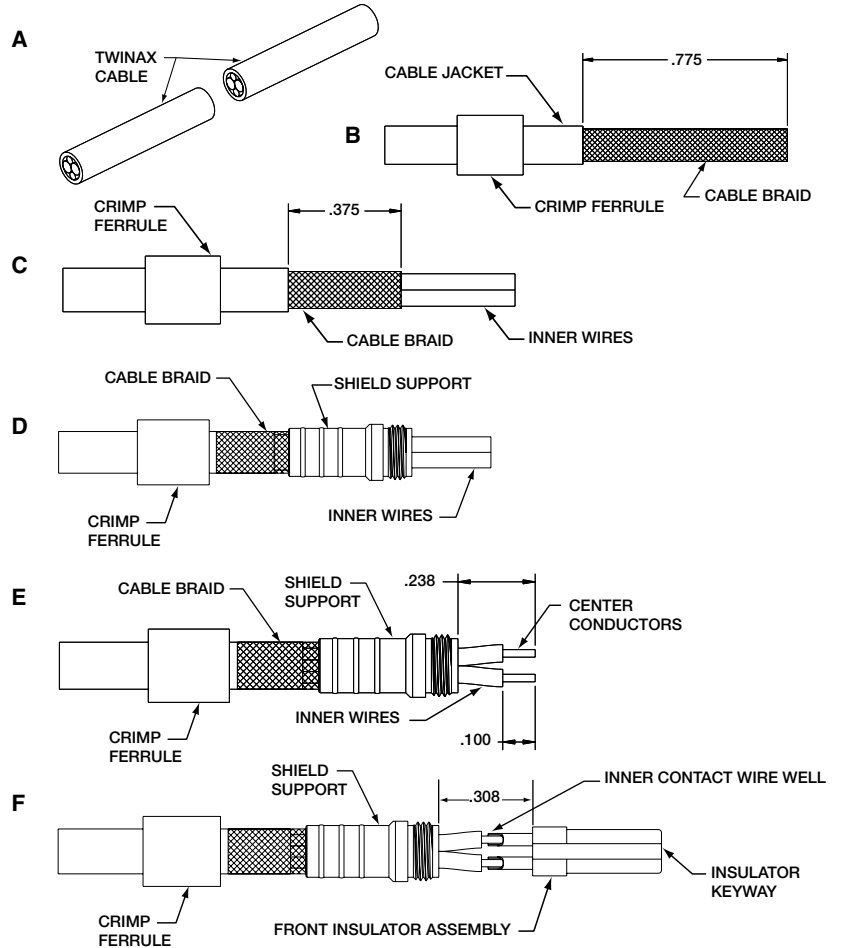 A
TWINAX
CABLE
B
CABLE JACKET
.775
CRIMP FERRULE
CABLE BRAID
C
CRIMP
FERRULE
.375
CABLE BRAID
INNER WIRES
D
CABLE BRAID
SHIELD SUPPORT
CRIMP
FERRULE
INNER WIRES
E
CABLE BRAID
SHIELD
SUPPORT
.238
CENTER
CONDUCTORS
INNER WIRES
CRIMP
FERRULE
.100
F
SHIELD
SUPPORT
.308
INNER CONTACT WIRE WELL
INSULATOR
KEYWAY
CRIMP
FERRULE
FRONT INSULATOR ASSEMBLY